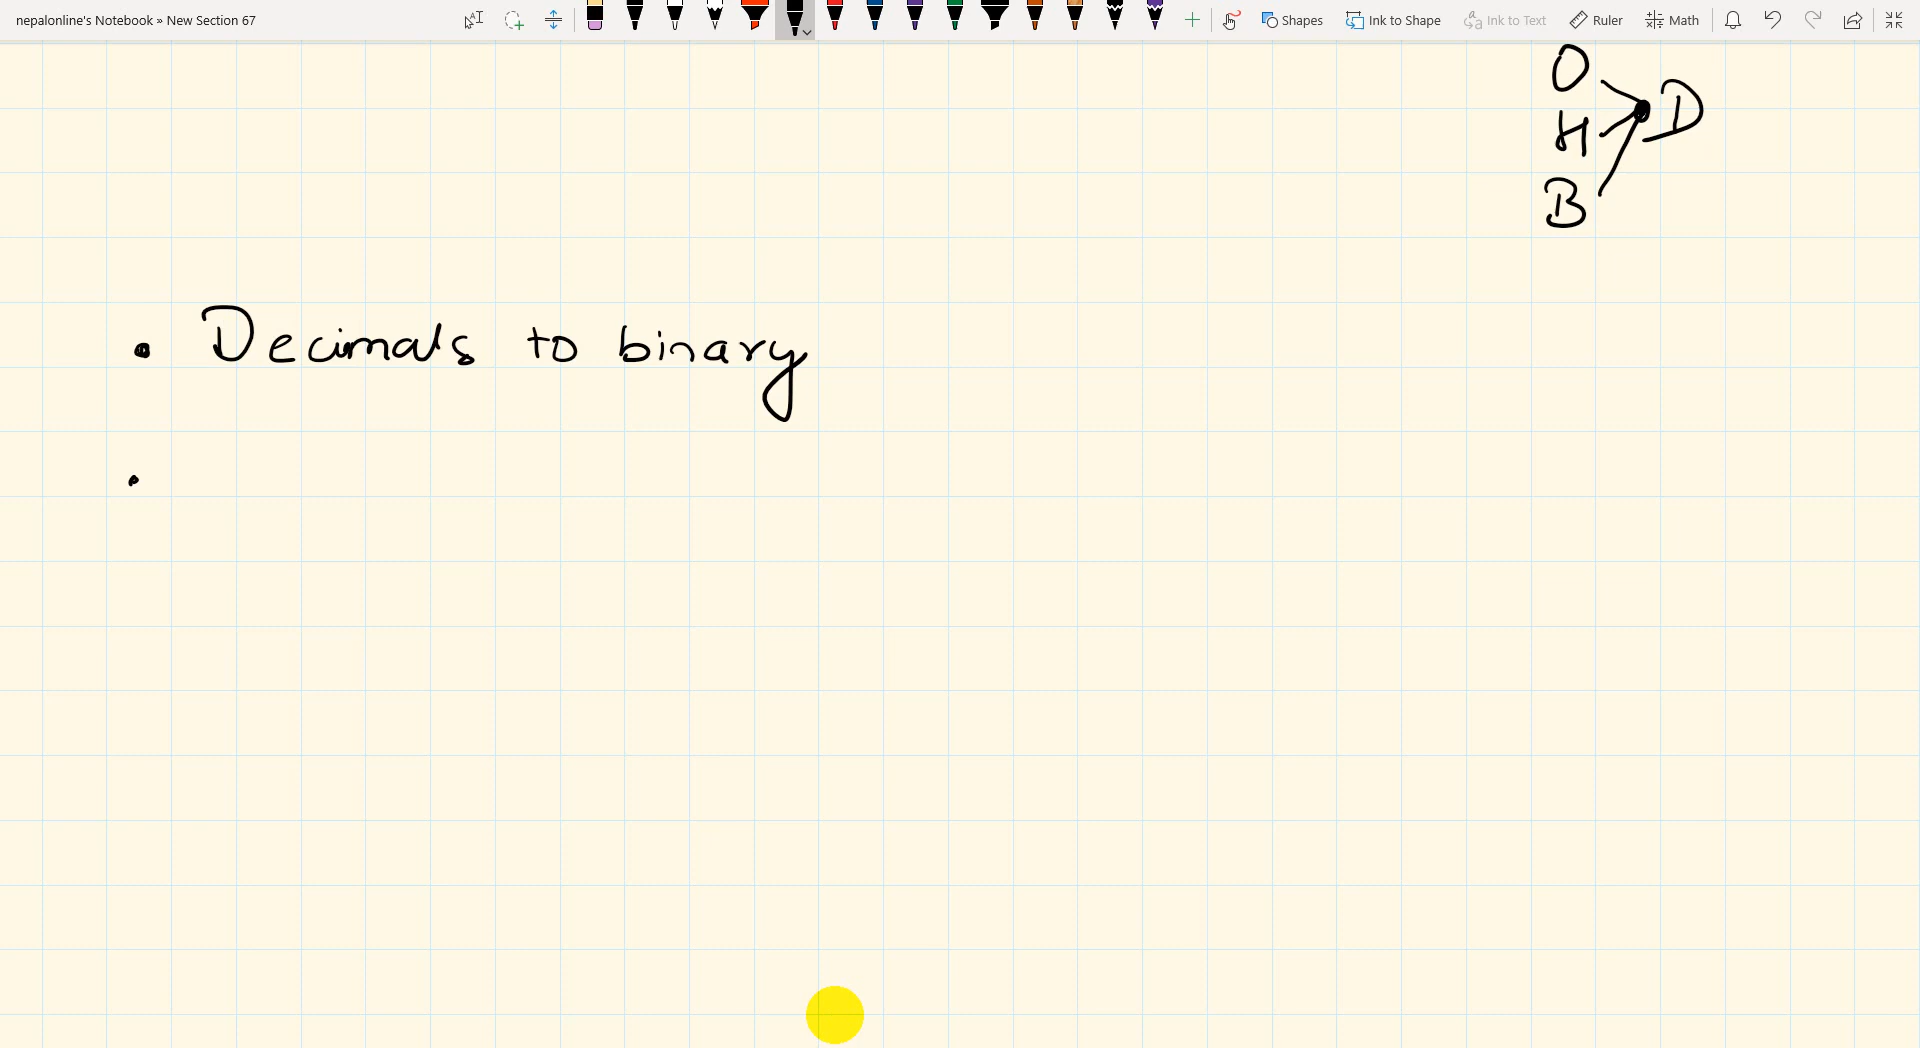 nepalonline's Notebook » New Section 67
Shapes
Ink to Shape
Ink to Text
Ruler
Math
O
H
D
B
• Decimals to binary
•